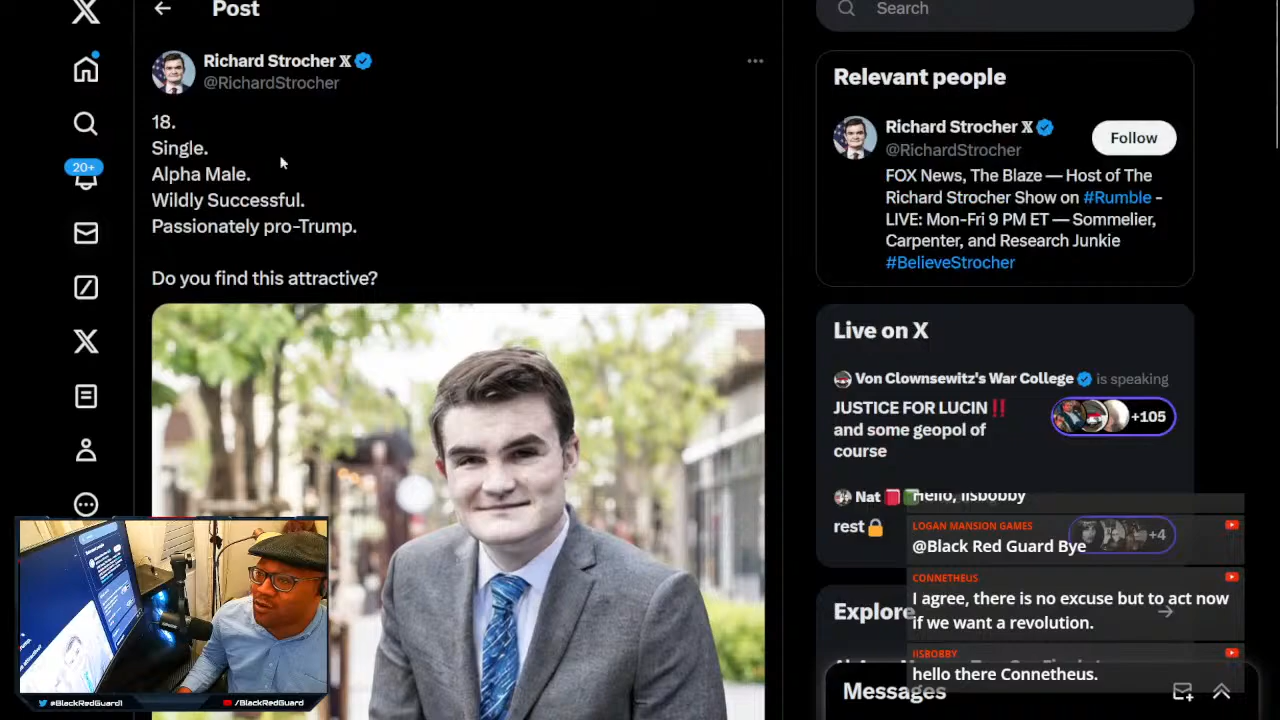 Post
Search
Richard Strocher 𝕏
@RichardStrocher
18.
Single.
Alpha Male.
Wildly Successful.
Passionately pro-Trump.
Do you find this attractive?
20+
Relevant people
Richard Strocher 𝕏
@RichardStrocher
Follow
FOX News, The Blaze — Host of The
Richard Strocher Show on #Rumble -
LIVE: Mon-Fri 9 PM ET — Sommelier,
Carpenter, and Research Junkie
#BelieveStrocher
Live on X
Von Clownsewitz's War College is speaking
JUSTICE FOR LUCIN ‼️
and some geopol of
course
+105
Nat
rest🔒
+4
Hello, iisbobby
LOGAN MANSION GAMES
@Black Red Guard Bye
CONNETHEUS
I agree, there is no excuse but to act now
if we want a revolution.
IISBOBBY
hello there Connetheus.
Explore
Messages
@BlackRedGuard1
/BlackRedGuard